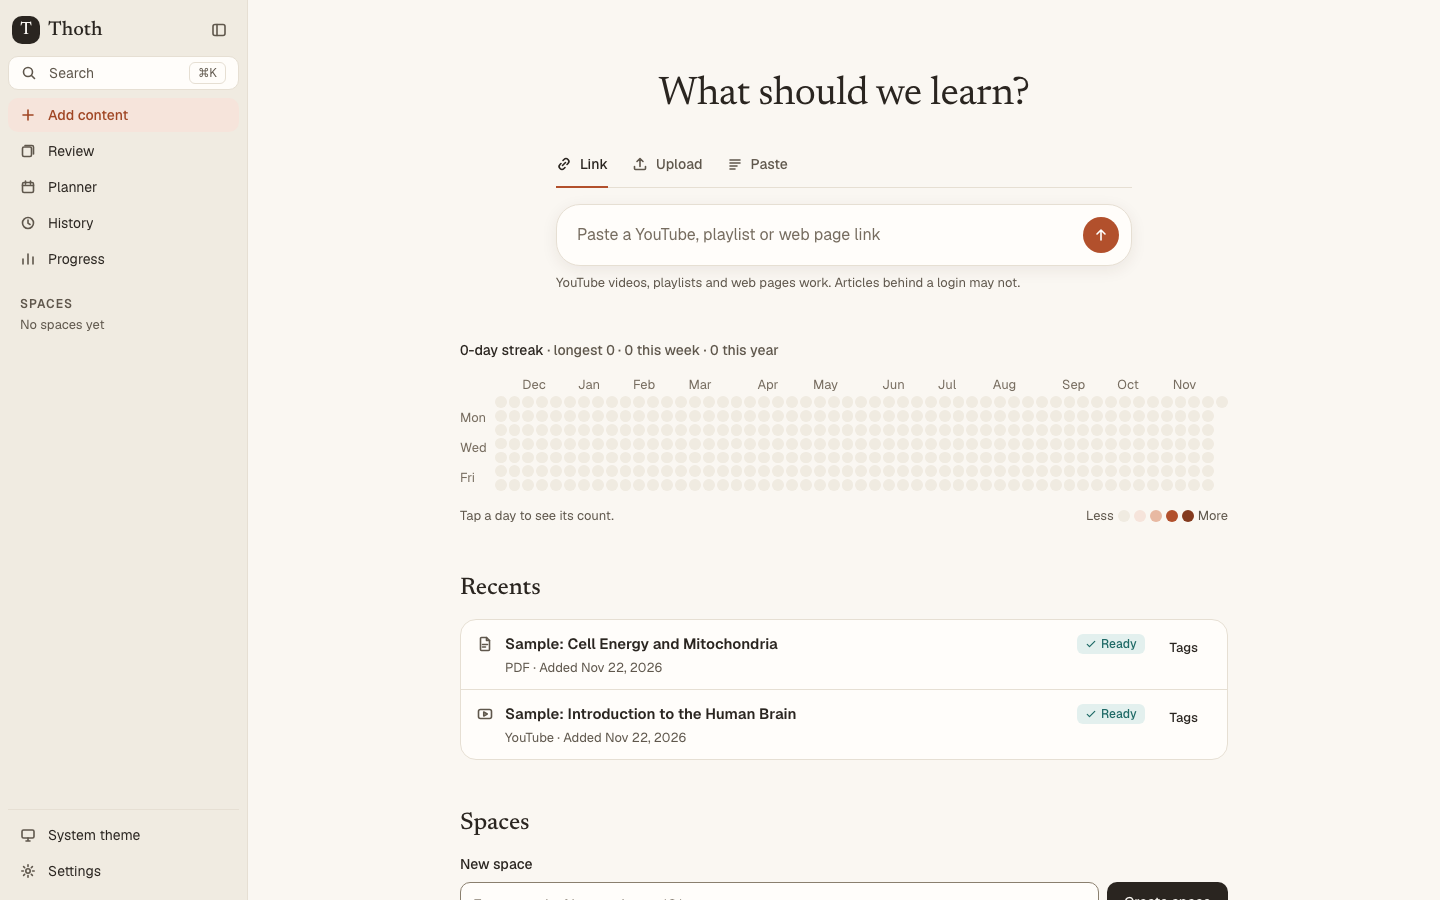 T Thoth
Search ⌘K
Add content
Review
Planner
History
Progress
SPACES
No spaces yet
System theme
Settings
What should we learn?
Link Upload Paste
Paste a YouTube, playlist or web page link
YouTube videos, playlists and web pages work. Articles behind a login may not.
0-day streak · longest 0 · 0 this week · 0 this year
Dec Jan Feb Mar Apr May Jun Jul Aug Sep Oct Nov
Mon
Wed
Fri
Tap a day to see its count.
Less More
Recents
Sample: Cell Energy and Mitochondria
PDF · Added Nov 22, 2026
Ready
Tags
Sample: Introduction to the Human Brain
YouTube · Added Nov 22, 2026
Ready
Tags
Spaces
New space